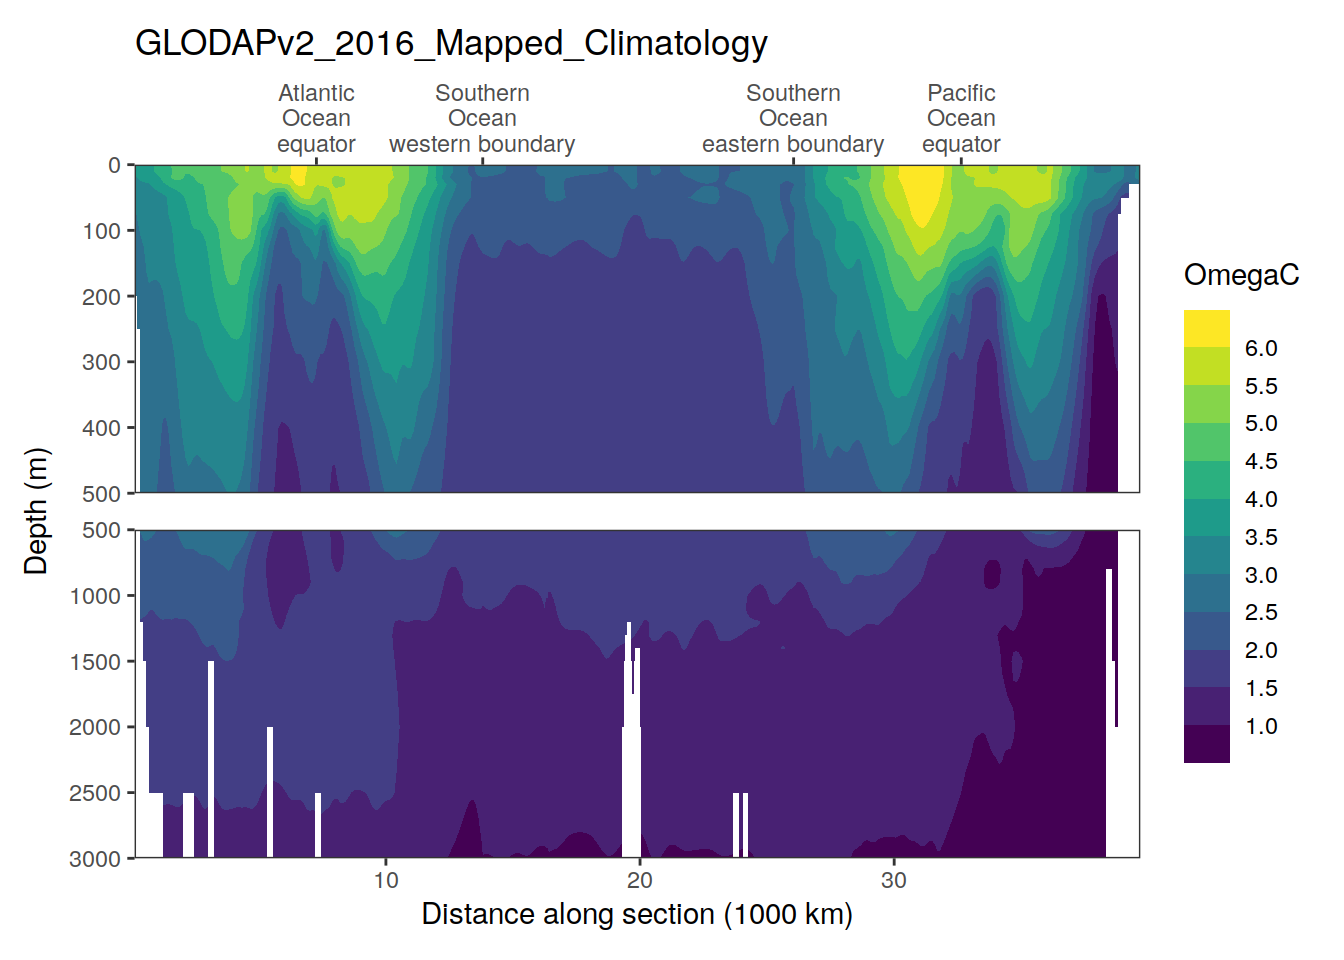 GLODAPv2_2016_Mapped_Climatology
Atlantic
Ocean
equator
Southern
Ocean
western boundary
Southern
Ocean
eastern boundary
Pacific
Ocean
equator
0
100
200
300
400
500
500
1000
1500
2000
2500
3000
Depth (m)
10
20
30
Distance along section (1000 km)
OmegaC
6.0
5.5
5.0
4.5
4.0
3.5
3.0
2.5
2.0
1.5
1.0